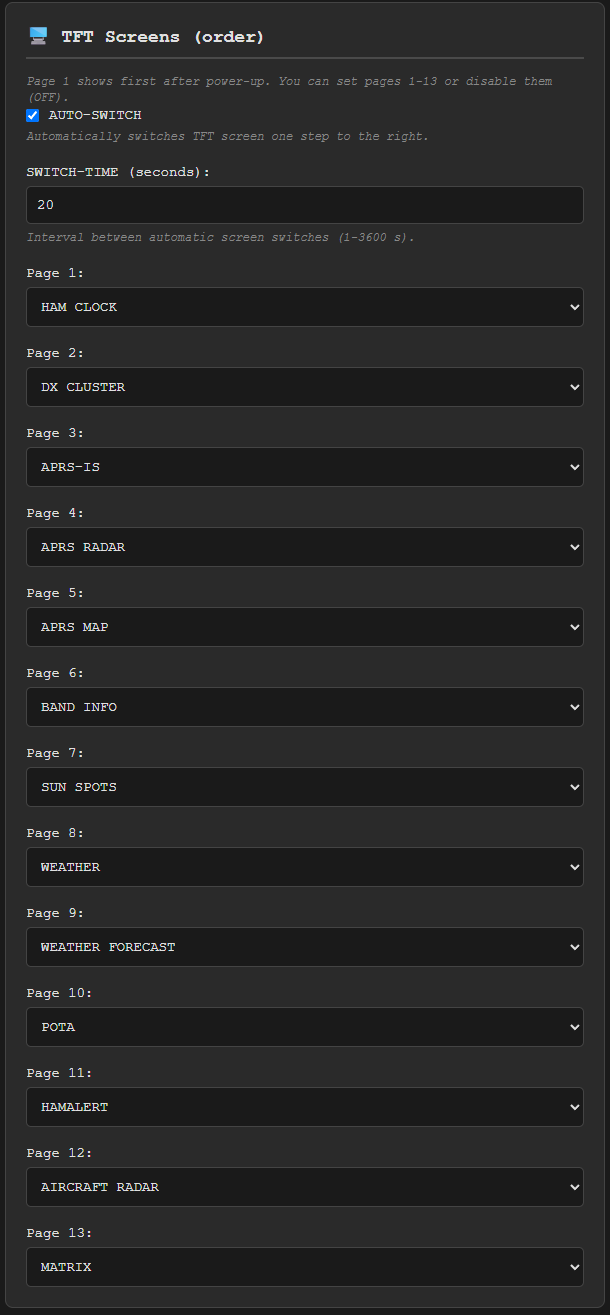 TFT Screens (order)
Page 1 shows first after power-up. You can set pages 1-13 or disable them
(OFF).
AUTO-SWITCH
Automatically switches TFT screen one step to the right.
SWITCH-TIME (seconds):
20
Interval between automatic screen switches (1-3600 s).
Page 1:
HAM CLOCK
Page 2:
DX CLUSTER
Page 3:
APRS-IS
Page 4:
APRS RADAR
Page 5:
APRS MAP
Page 6:
BAND INFO
Page 7:
SUN SPOTS
Page 8:
WEATHER
Page 9:
WEATHER FORECAST
Page 10:
POTA
Page 11:
HAMALERT
Page 12:
AIRCRAFT RADAR
Page 13:
MATRIX